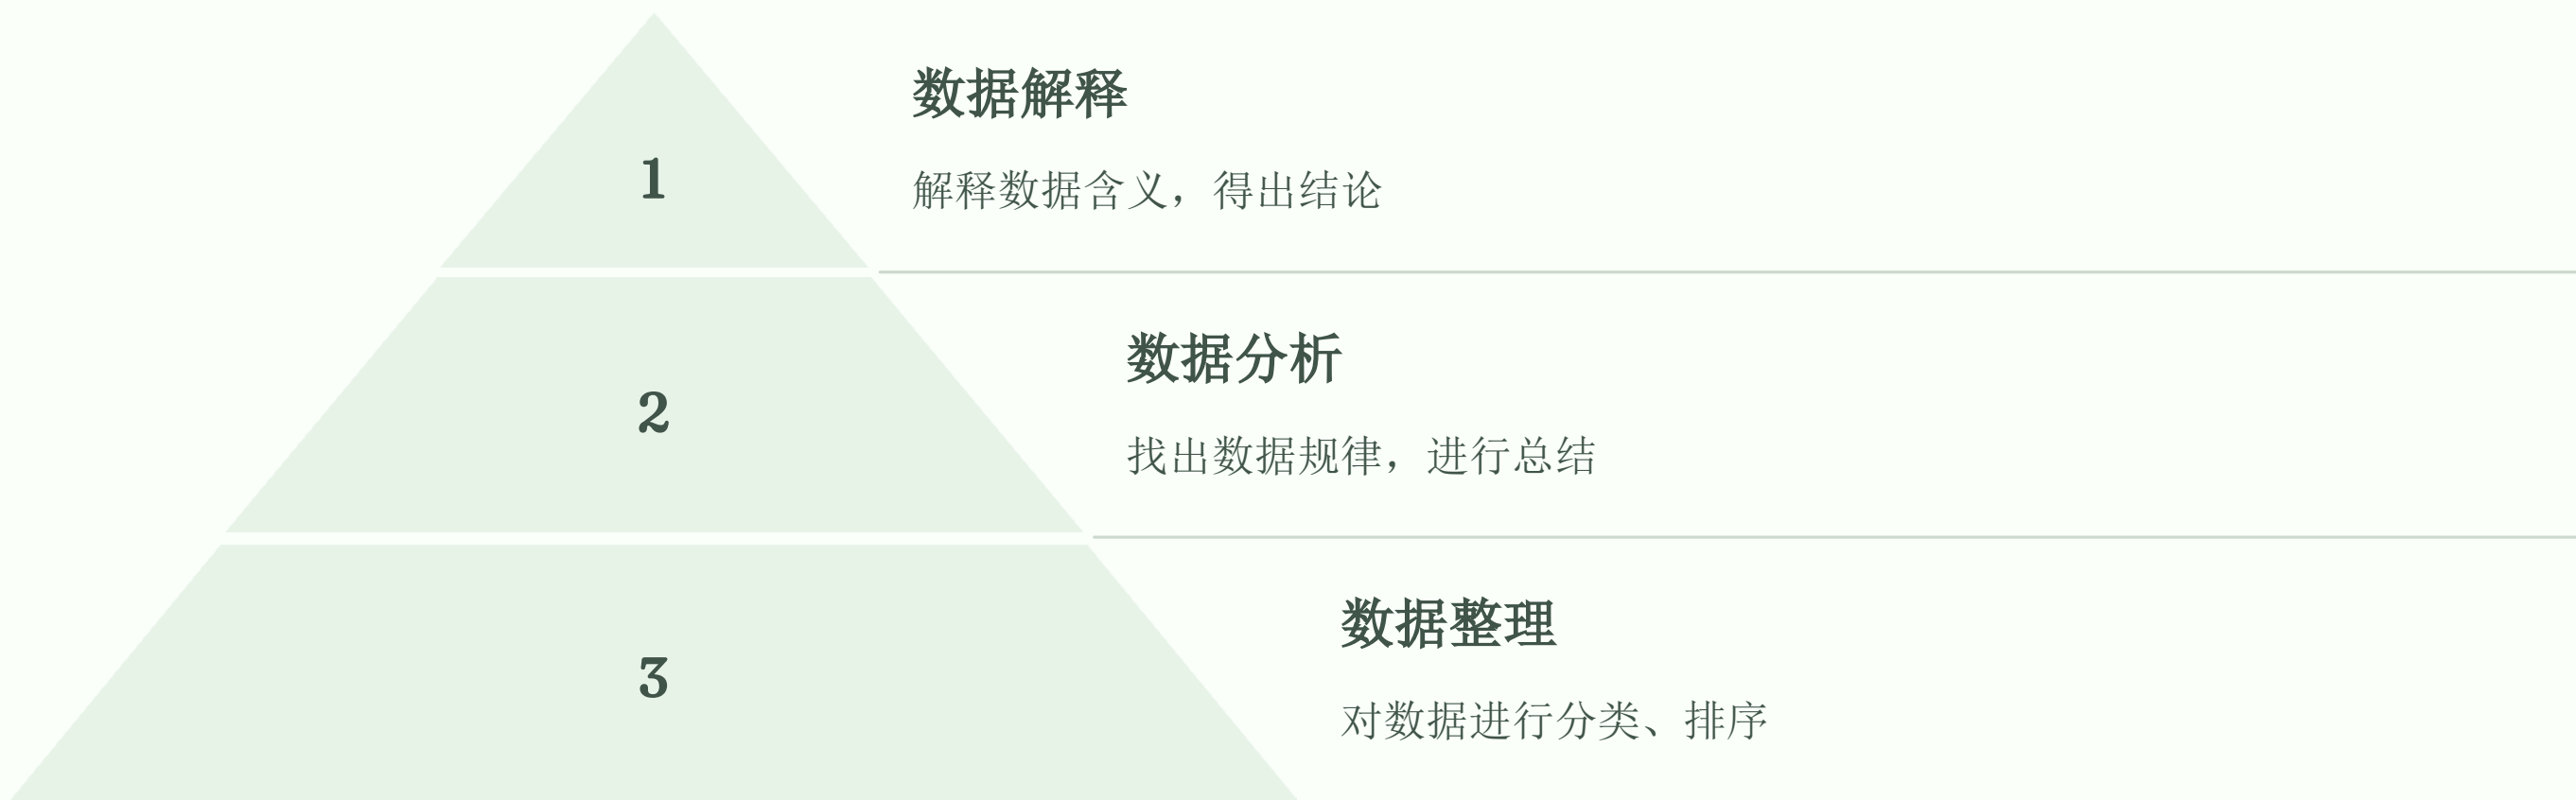 1
数据解释
解释数据含义，得出结论
2
数据分析
找出数据规律，进行总结
3
数据整理
对数据进行分类、排序